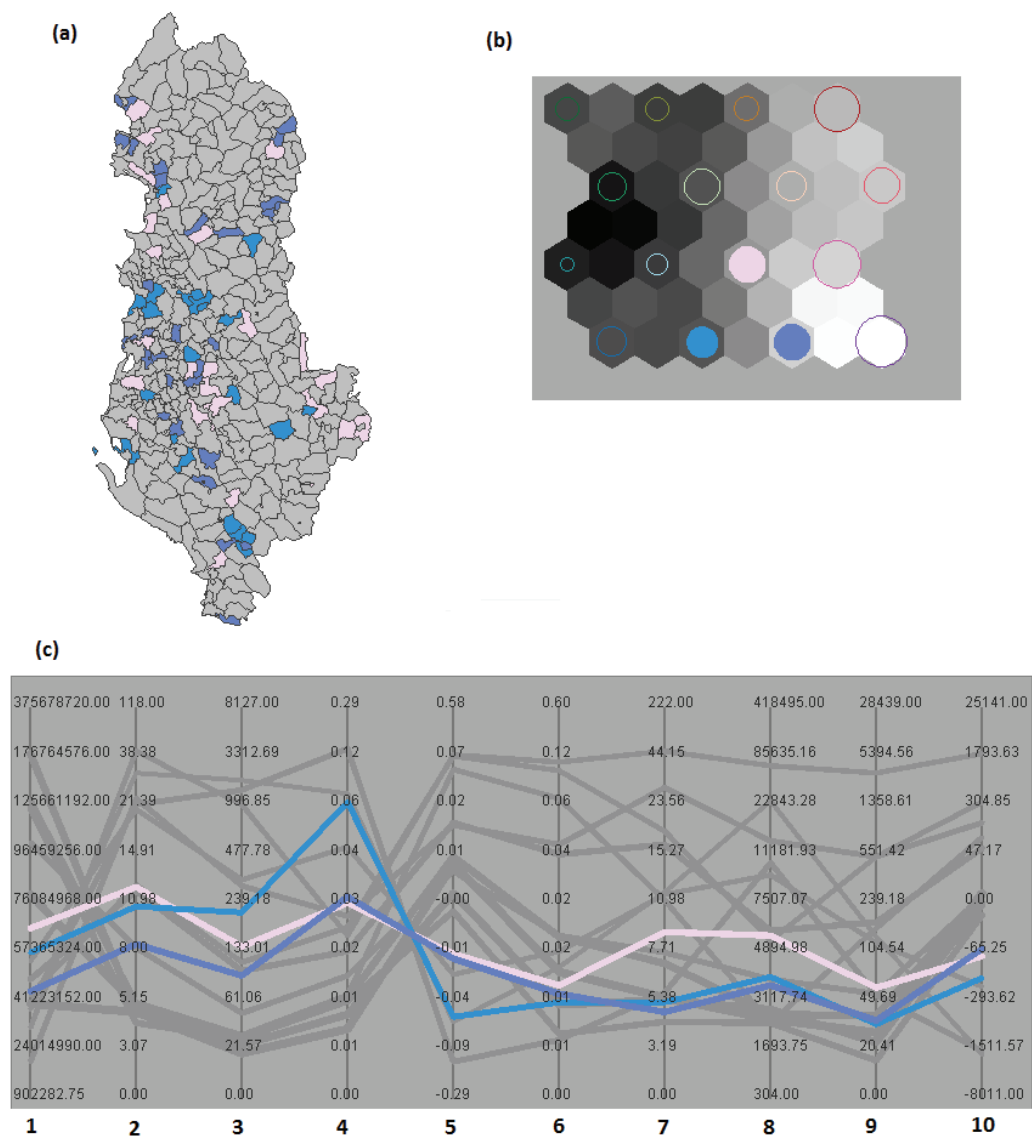 (a)
(b)
(c)
375678720.00 118.00 8127.00 0.29 0.58 0.60 222.00 418495.00 28439.00 25141.00
176764576.00 38.38 3312.69 0.12 0.07 0.12 44.15 85635.16 5394.56 1793.63
125661192.00 21.39 996.85 0.06 0.02 0.06 23.56 22843.28 1358.61 304.85
96459256.00 14.91 477.78 0.04 0.01 0.04 15.27 11181.93 551.42 47.17
76084968.00 10.98 239.18 0.03 -0.00 0.02 10.98 7507.07 239.18 0.00
57365324.00 8.00 133.01 0.02 -0.01 0.02 7.71 4894.98 104.54 -65.25
41223152.00 5.15 61.06 0.01 -0.04 0.01 5.38 3117.74 49.69 -293.62
24014990.00 3.07 21.57 0.01 -0.09 0.01 3.19 1693.75 20.41 -1511.57
902282.75 0.00 0.00 0.00 -0.29 0.00 0.00 304.00 0.00 -8011.00
1 2 3 4 5 6 7 8 9 10